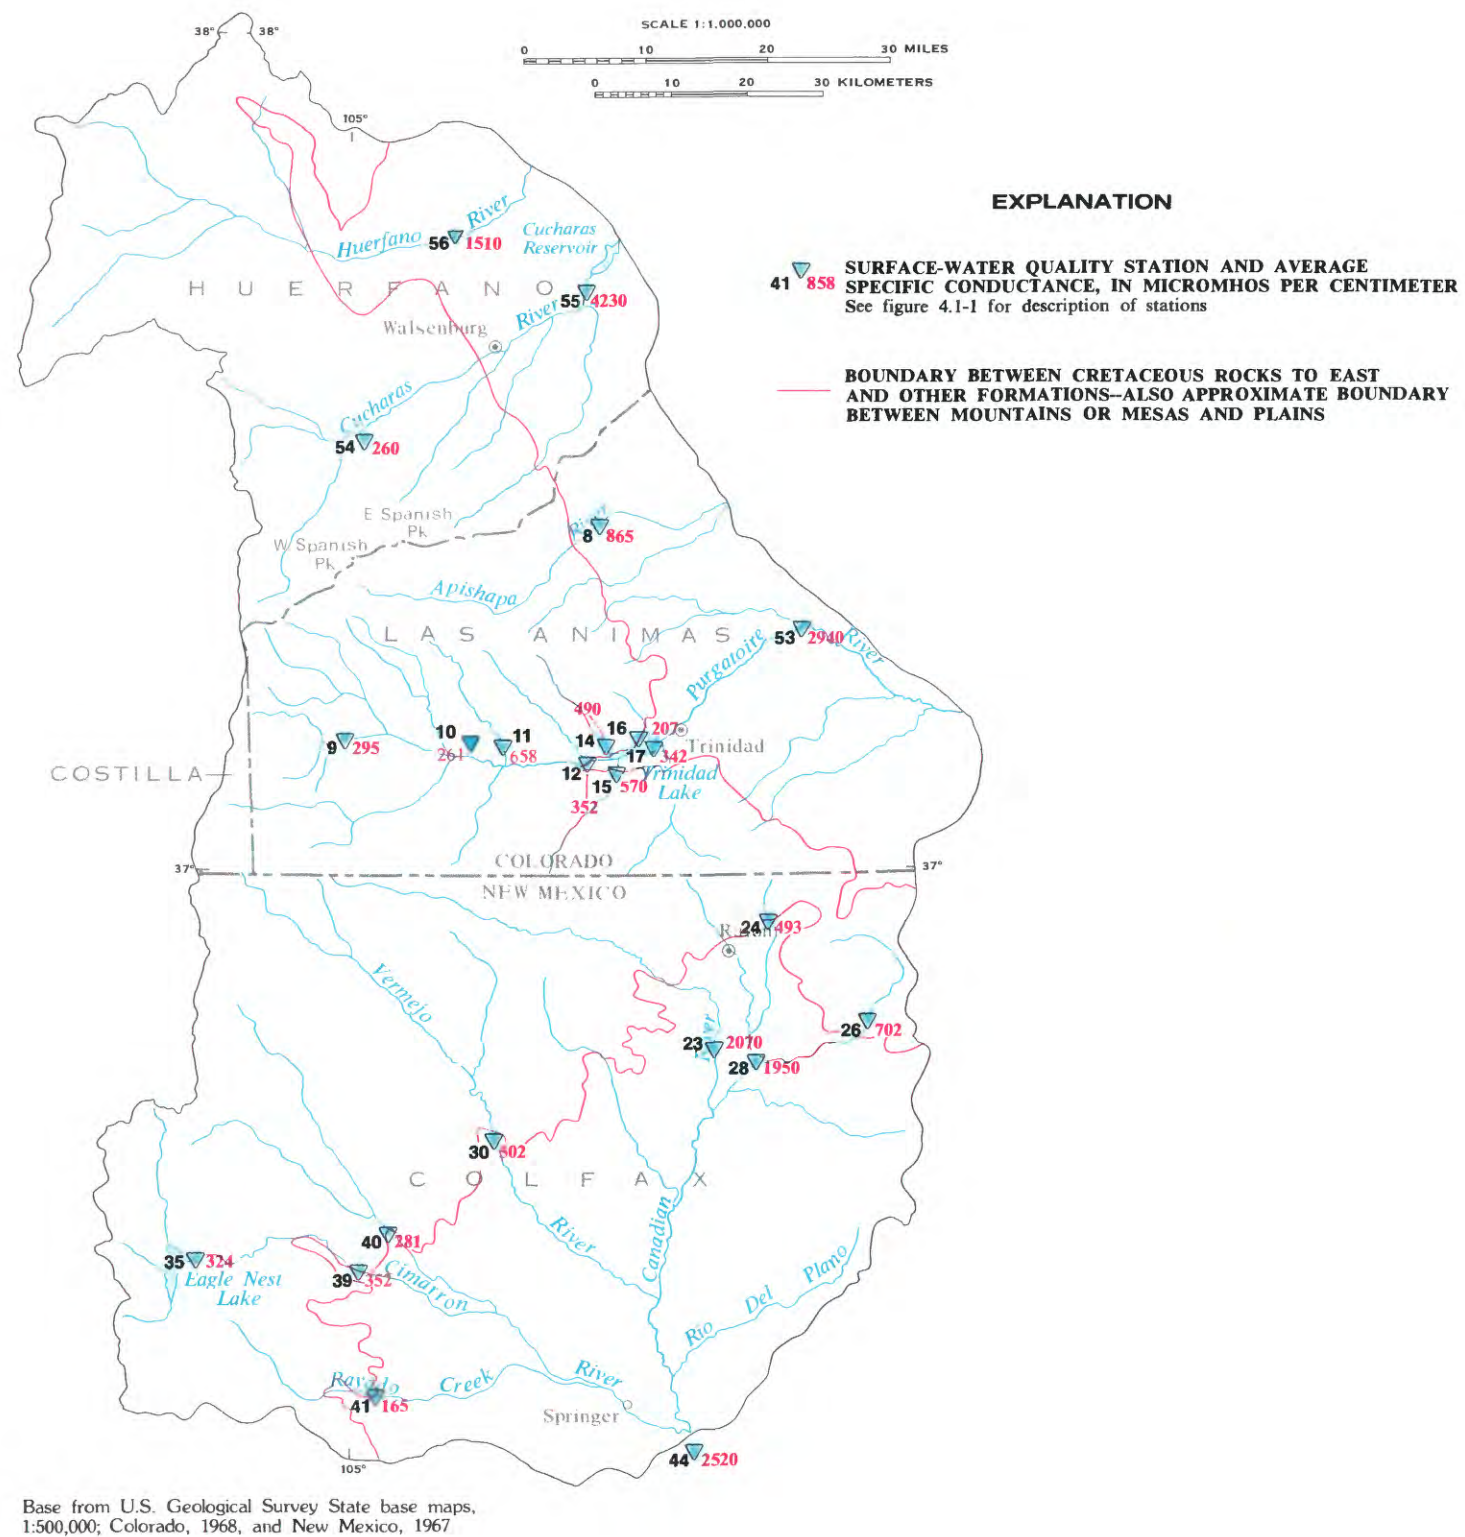 SCALE 1:1,000,000
0 10 20 30 MILES
0 10 20 30 KILOMETERS
38° 38°
105°
EXPLANATION
41 858 SURFACE-WATER QUALITY STATION AND AVERAGE
SPECIFIC CONDUCTANCE, IN MICROMHOS PER CENTIMETER
See figure 4.1-1 for description of stations
BOUNDARY BETWEEN CRETACEOUS ROCKS TO EAST
AND OTHER FORMATIONS--ALSO APPROXIMATE BOUNDARY
BETWEEN MOUNTAINS OR MESAS AND PLAINS
Huerfano River
56 1510
Cucharas
Reservoir
HUERFANO
55 4230
Walsenburg
Cucharas River
54 260
E Spanish
Pk
W Spanish
Pk
River
8 865
Apishapa
LAS ANIMAS
53 2940
Purgatoire River
490
16 207
10 11 14
9 295
261 658
17 342
Trinidad
12
15 570
Trinidad
Lake
352
COSTILLA
COLORADO
37° 37°
NEW MEXICO
24 493
Vermejo
26 702
River
23 2070
28 1950
30 502
COLFAX
River
Canadian
40 281
35 324
Eagle Nest
Lake
39 352
Cimarron
Rio Del Plano
Rayado Creek
River
41 165
Springer
44 2520
105°
Base from U.S. Geological Survey State base maps,
1:500,000; Colorado, 1968, and New Mexico, 1967